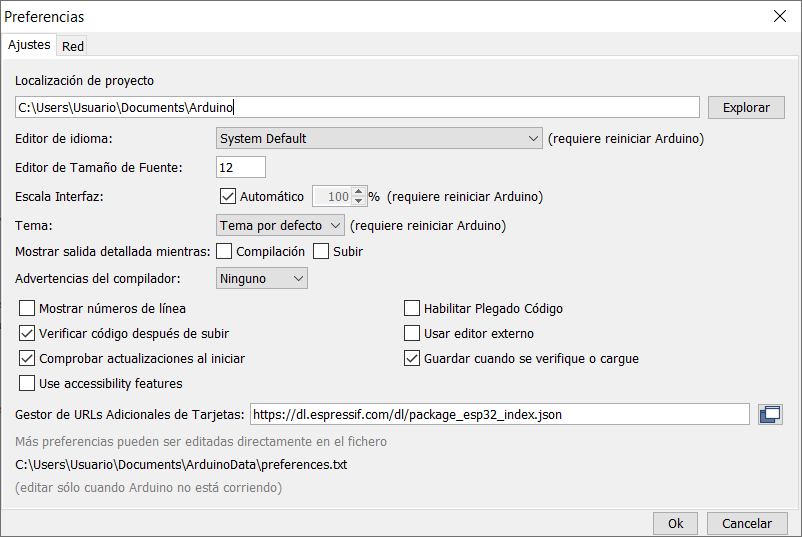 Preferencias
Ajustes Red
Localización de proyecto
C:\Users\Usuario\Documents\Arduino Explorar
Editor de idioma: System Default (requiere reiniciar Arduino)
Editor de Tamaño de Fuente: 12
Escala Interfaz: Automático 100 % (requiere reiniciar Arduino)
Tema: Tema por defecto (requiere reiniciar Arduino)
Mostrar salida detallada mientras: Compilación Subir
Advertencias del compilador: Ninguno
Mostrar números de línea Habilitar Plegado Código
Verificar código después de subir Usar editor externo
Comprobar actualizaciones al iniciar Guardar cuando se verifique o cargue
Use accessibility features
Gestor de URLs Adicionales de Tarjetas: https://dl.espressif.com/dl/package_esp32_index.json
Más preferencias pueden ser editadas directamente en el fichero
C:\Users\Usuario\Documents\ArduinoData\preferences.txt
(editar sólo cuando Arduino no está corriendo)
Ok Cancelar